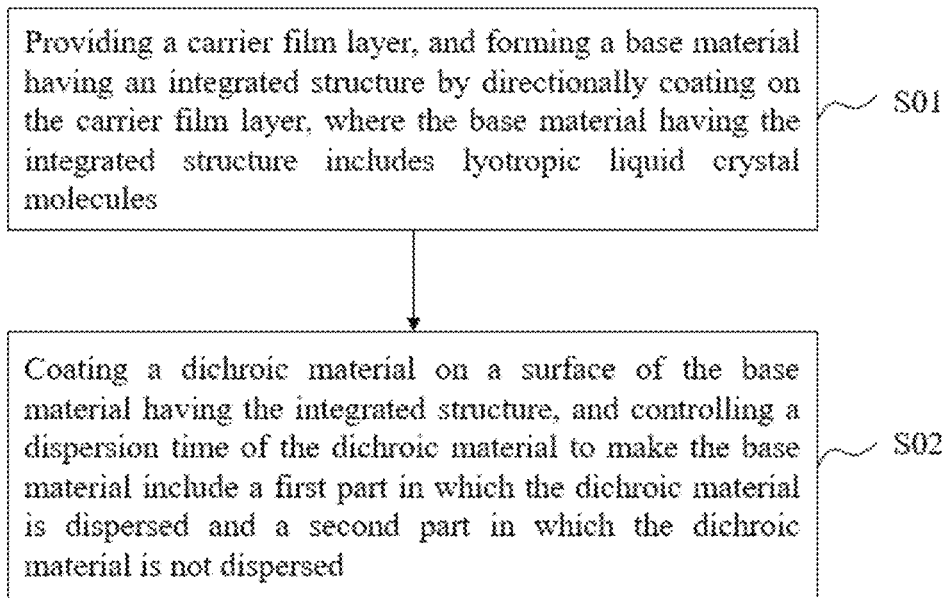 Providing a carrier film layer, and forming a base material
having an integrated structure by directionally coating on
the carrier film layer, where the base material having the
integrated structure includes lyotropic liquid crystal
molecules
S01
Coating a dichroic material on a surface of the base
material having the integrated structure, and controlling a
dispersion time of the dichroic material to make the base
material include a first part in which the dichroic material
is dispersed and a second part in which the dichroic
material is not dispersed
S02